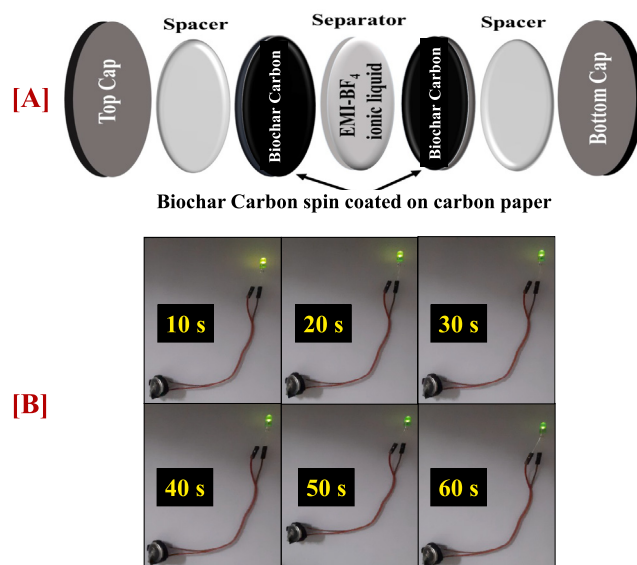 Spacer Separator Spacer
[A]
Top Cap
Biochar Carbon
EMI-BF₄
ionic liquid
Biochar Carbon
Bottom Cap
Biochar Carbon spin coated on carbon paper
[B]
10 s 20 s 30 s
40 s 50 s 60 s